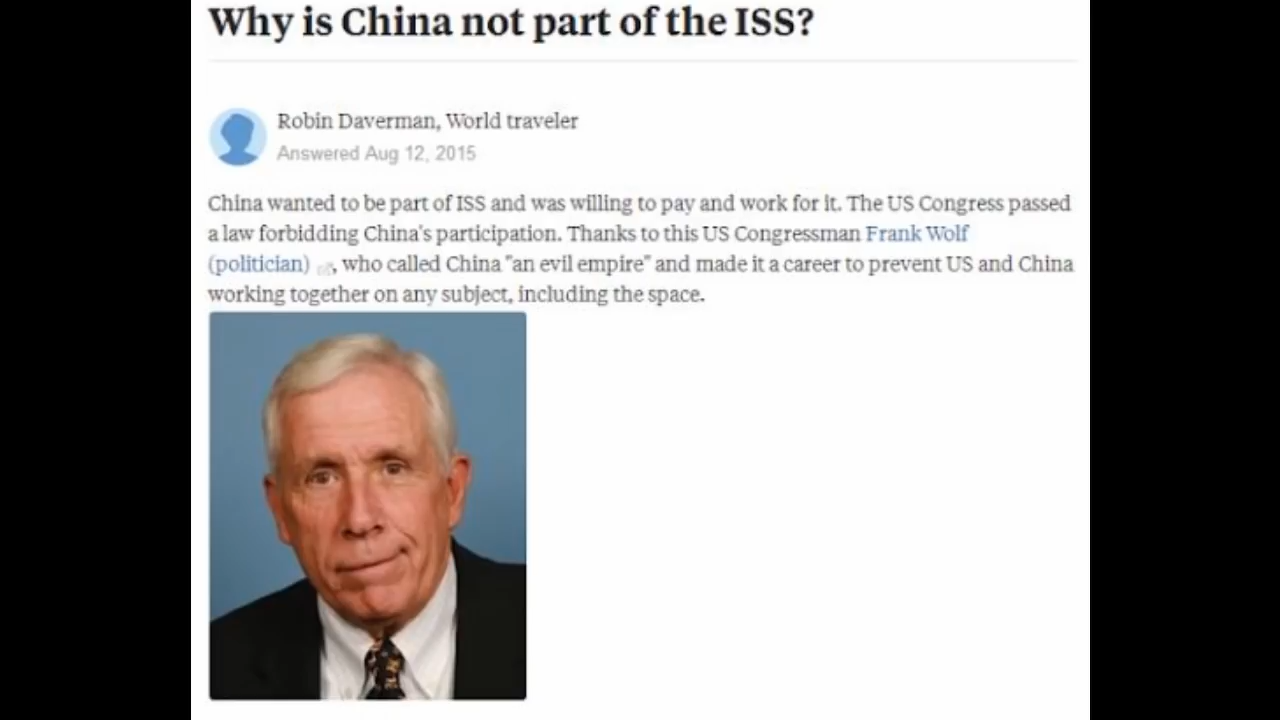 Why is China not part of the ISS?
Robin Daverman, World traveler
Answered Aug 12, 2015
China wanted to be part of ISS and was willing to pay and work for it. The US Congress passed
a law forbidding China's participation. Thanks to this US Congressman Frank Wolf
(politician) , who called China "an evil empire" and made it a career to prevent US and China
working together on any subject, including the space.